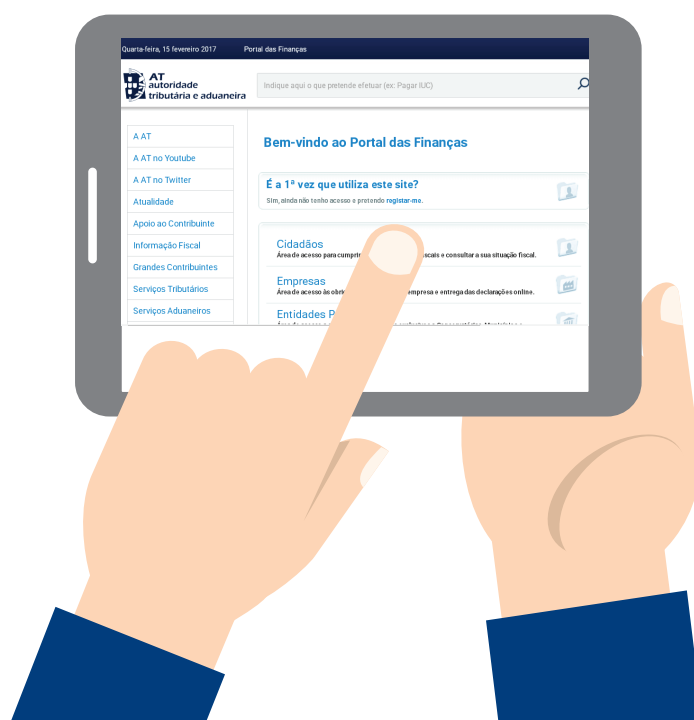 Quarta-feira, 15 fevereiro 2017 Portal das Finanças
AT
autoridade
tributária e aduaneira
Indique aqui o que pretende efetuar (ex: Pagar IUC)
A AT
A AT no Youtube
A AT no Twitter
Atualidade
Apoio ao Contribuinte
Informação Fiscal
Grandes Contribuintes
Serviços Tributários
Serviços Aduaneiros
Bem-vindo ao Portal das Finanças
É a 1ª vez que utiliza este site?
Sim, ainda não tenho acesso e pretendo registar-me.
Cidadãos
Área de acesso para cumprir e consultar a sua situação fiscal.
Empresas
Área de acesso às empresa e entrega das declarações online.
Entidades